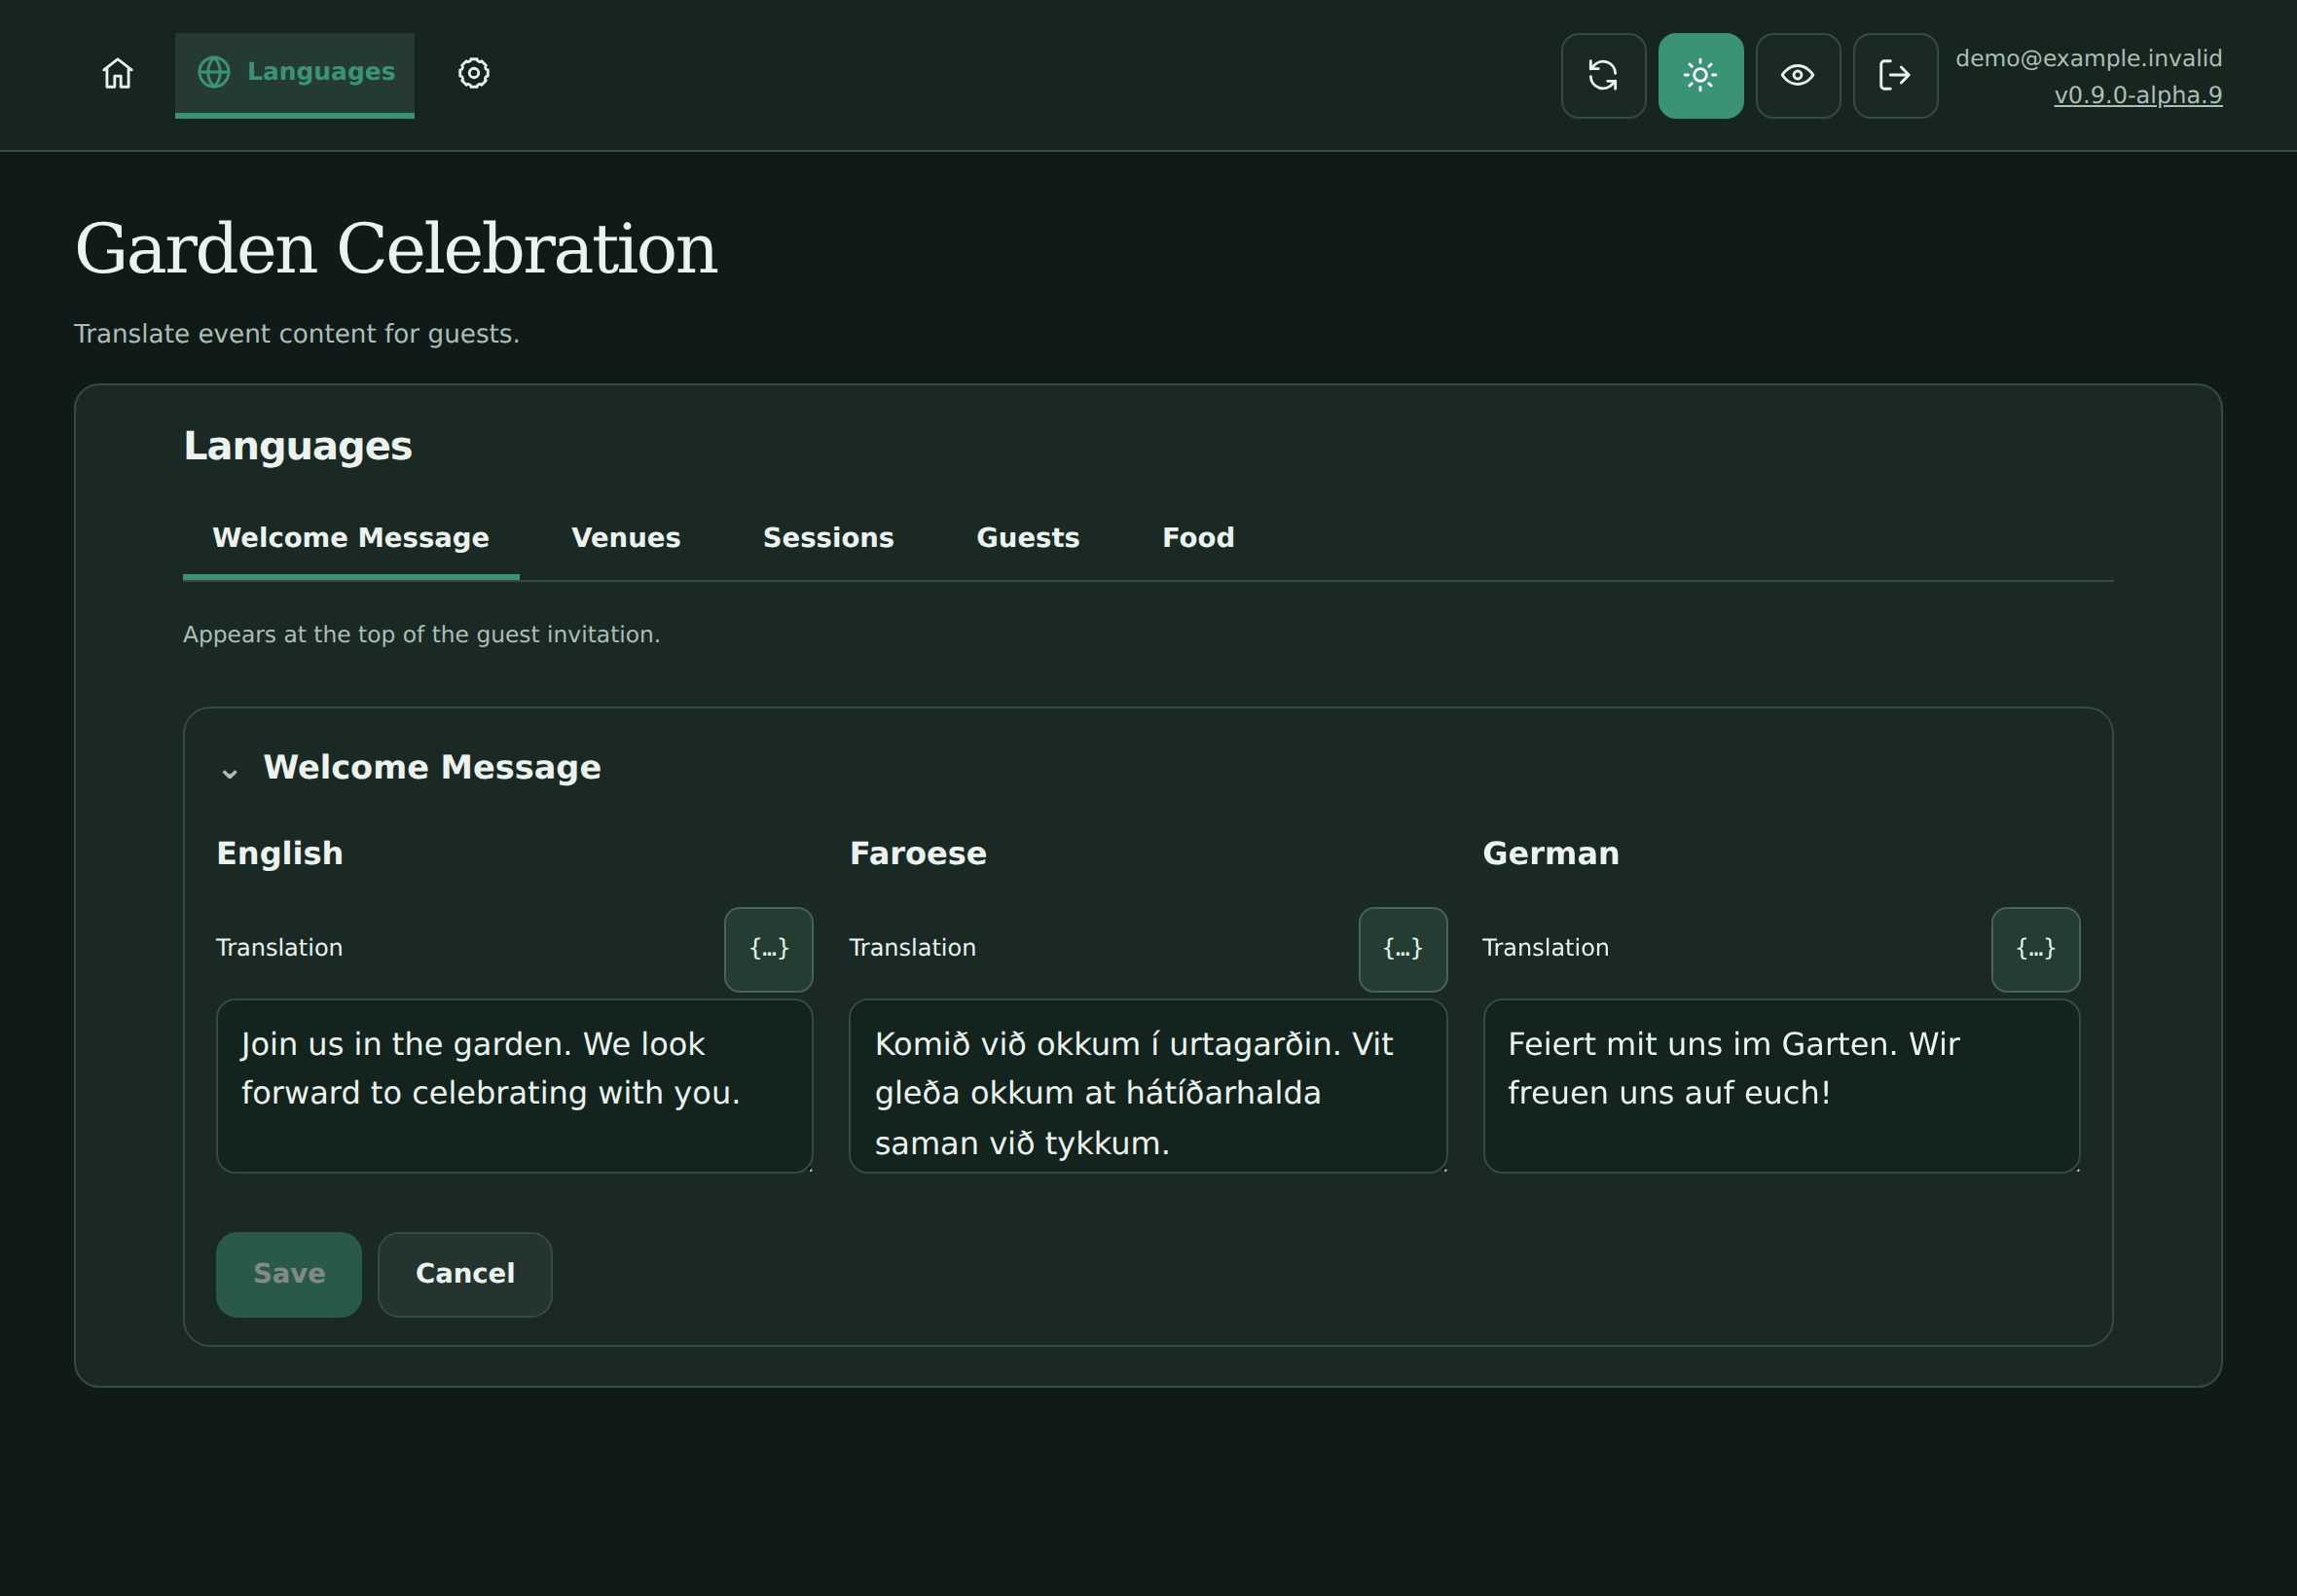 Languages
demo@example.invalid
v0.9.0-alpha.9
Garden Celebration
Translate event content for guests.
Languages
Welcome Message Venues Sessions Guests Food
Appears at the top of the guest invitation.
Welcome Message
English Faroese German
Translation {…} Translation {…} Translation {…}
Join us in the garden. We look
forward to celebrating with you.
Komið við okkum í urtagarðin. Vit
gleða okkum at hátíðarhalda
saman við tykkum.
Feiert mit uns im Garten. Wir
freuen uns auf euch!
Save Cancel